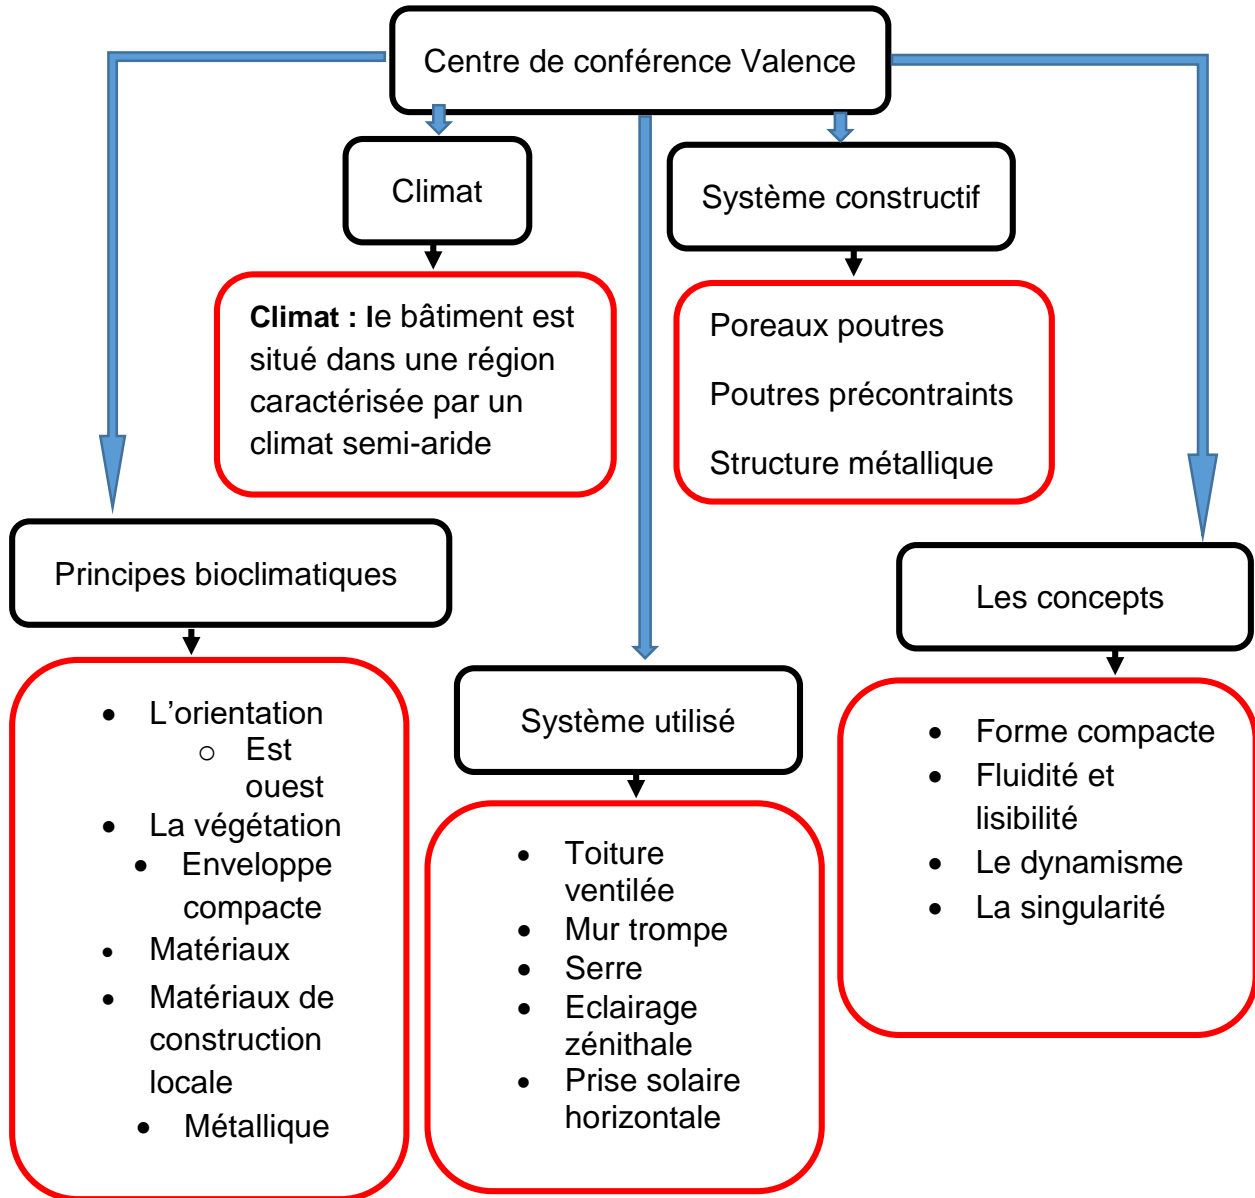 Centre de conférence Valence
Climat
Système constructif
Climat : le bâtiment est
situé dans une région
caractérisée par un
climat semi-aride
Poreaux poutres
Poutres précontraints
Structure métallique
Principes bioclimatiques
• L'orientation
o Est
ouest
• La végétation
• Enveloppe
compacte
• Matériaux
• Matériaux de
construction
locale
• Métallique
Système utilisé
• Toiture
ventilée
• Mur trompe
• Serre
• Eclairage
zénithale
• Prise solaire
horizontale
Les concepts
• Forme compacte
• Fluidité et
lisibilité
• Le dynamisme
• La singularité